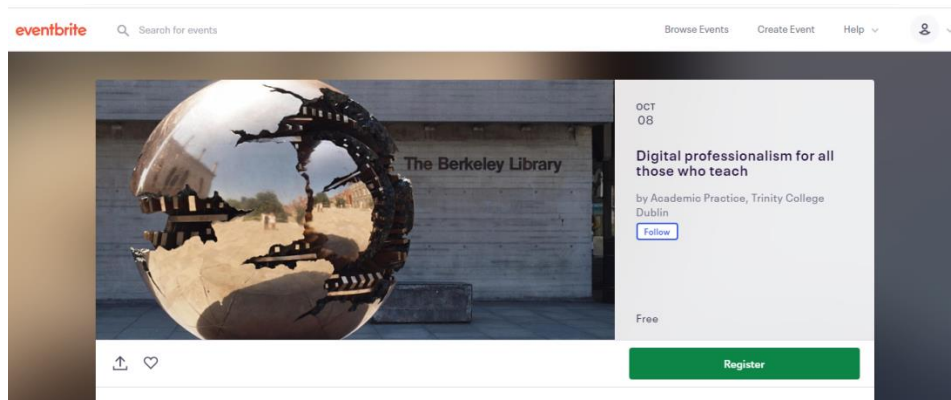 eventbrite
Search for events
Browse Events
Create Event
Help
The Berkeley Library
OCT
08
Digital professionalism for all
those who teach
by Academic Practice, Trinity College
Dublin
Follow
Free
Register